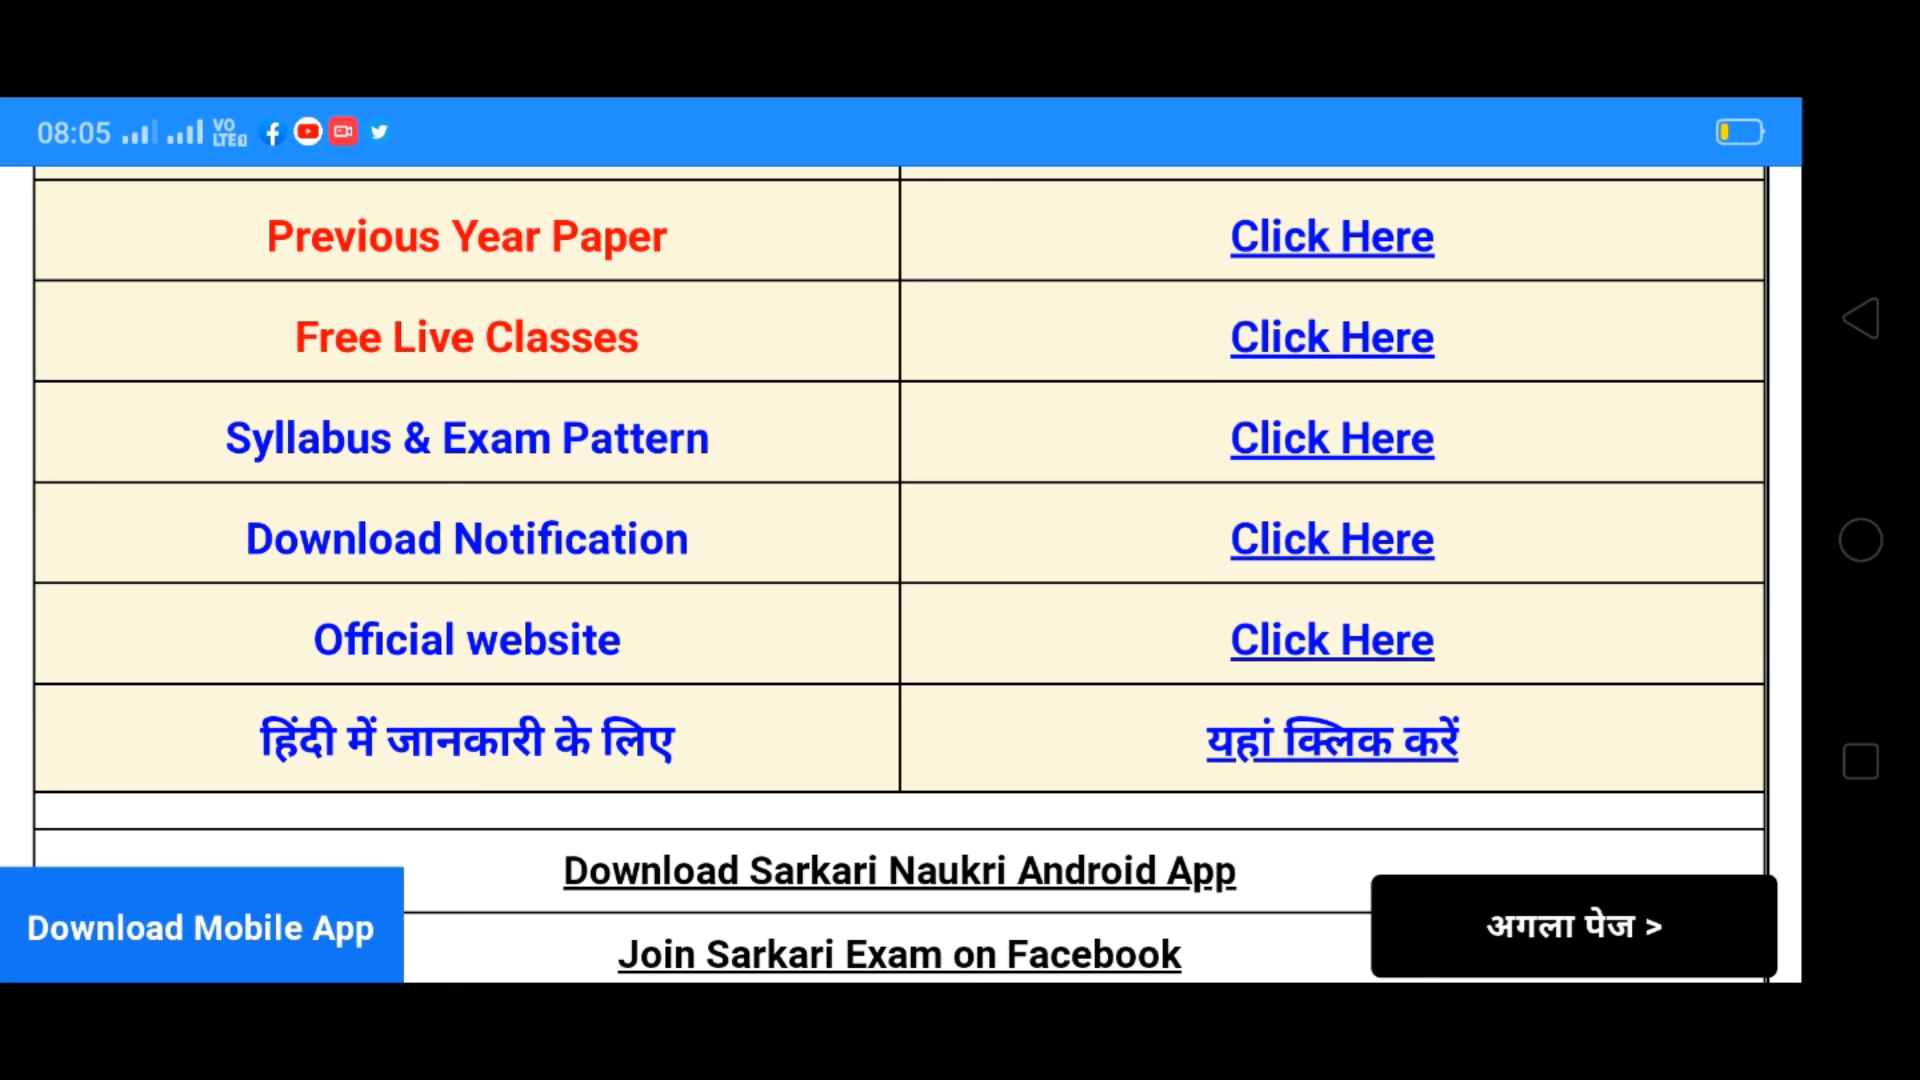 08:05 VO LTE
Previous Year Paper Click Here
Free Live Classes Click Here
Syllabus & Exam Pattern Click Here
Download Notification Click Here
Official website Click Here
हिंदी में जानकारी के लिए यहां क्लिक करें
Download Sarkari Naukri Android App
Download Mobile App
अगला पेज >
Join Sarkari Exam on Facebook